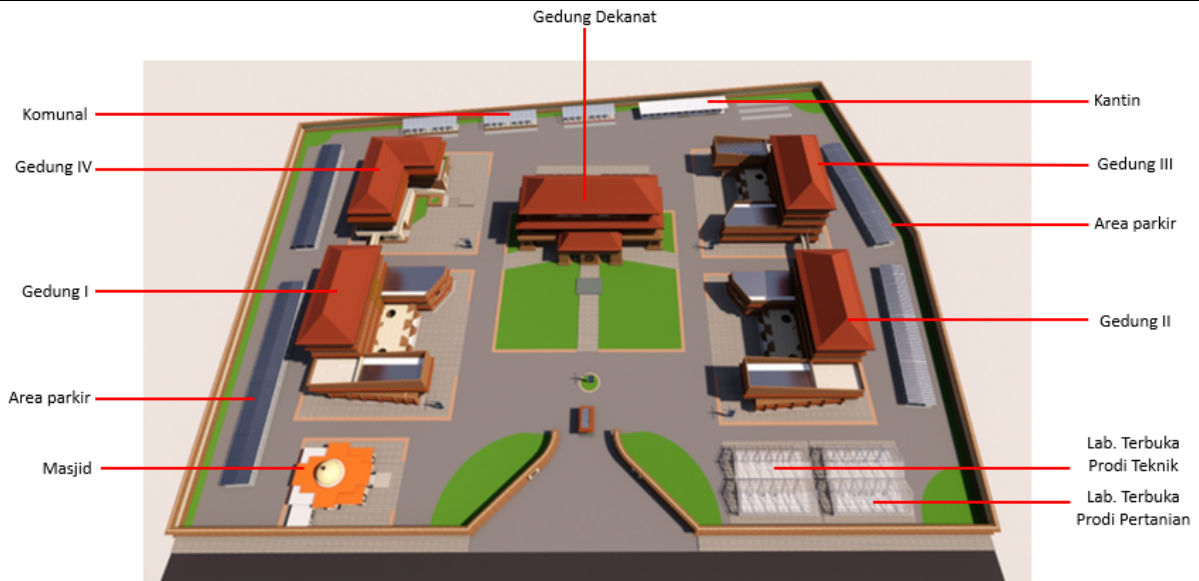 Gedung Dekanat
Komunal
Kantin
Gedung IV
Gedung III
Area parkir
Gedung I
Gedung II
Area parkir
Masjid
Lab. Terbuka
Prodi Teknik
Lab. Terbuka
Prodi Pertanian